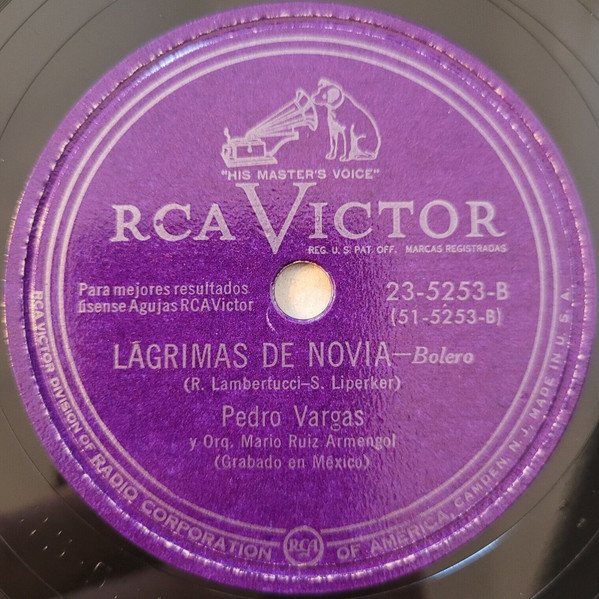 "HIS MASTER'S VOICE"
RCA VICTOR
REG. U. S. PAT. OFF. MARCAS REGISTRADAS
Para mejores resultados
úsense Agujas RCA Victor
23-5253-B
(51-5253-B)
LÁGRIMAS DE NOVIA—Bolero
(R. Lambertucci–S. Liperker)
Pedro Vargas
y Orq. Mario Ruiz Armengol
(Grabado en México)
RCA VICTOR DIVISION OF RADIO CORPORATION OF AMERICA, CAMDEN, N. J. MADE IN U. S. A.
RCA